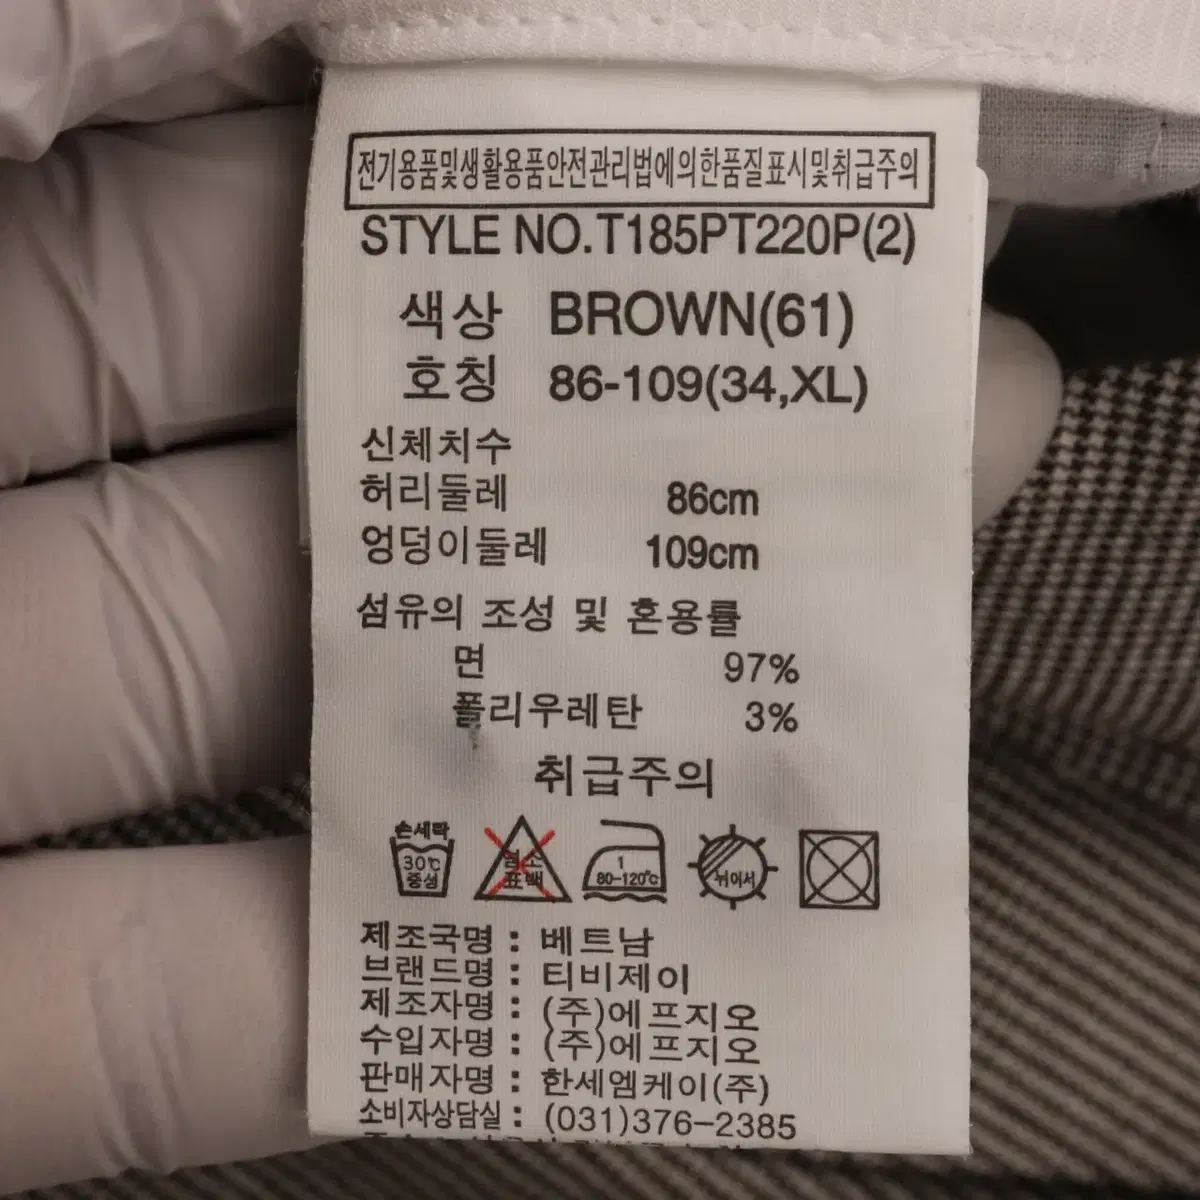 전기용품및생활용품안전관리법에의한품질표시및취급주의
STYLE NO.T185PT220P(2)
색상 BROWN(61)
호칭 86-109(34,XL)
신체치수
허리둘레 86cm
엉덩이둘레 109cm
섬유의 조성 및 혼용률
면 97%
폴리우레탄 3%
취급주의
손세탁
30℃
중성
염소
표백
1
80-120℃
뉘어서
제조국명 : 베트남
브랜드명 : 티비제이
제조자명 : (주)에프지오
수입자명 : (주)에프지오
판매자명 : 한세엠케이(주)
소비자상담실 : (031)376-2385